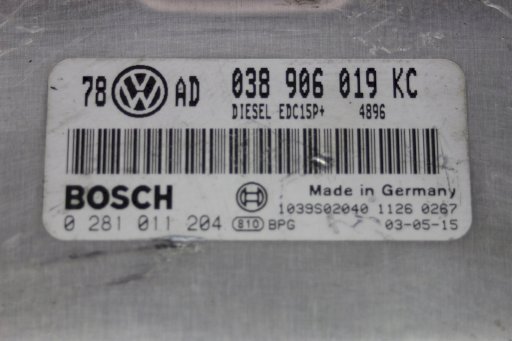 78 VW AD 038 906 019 KC
DIESEL EDC15P+ 4896
BOSCH Made in Germany
1039S02040 1126 0267
0 281 011 204 810 BPG 03-05-15